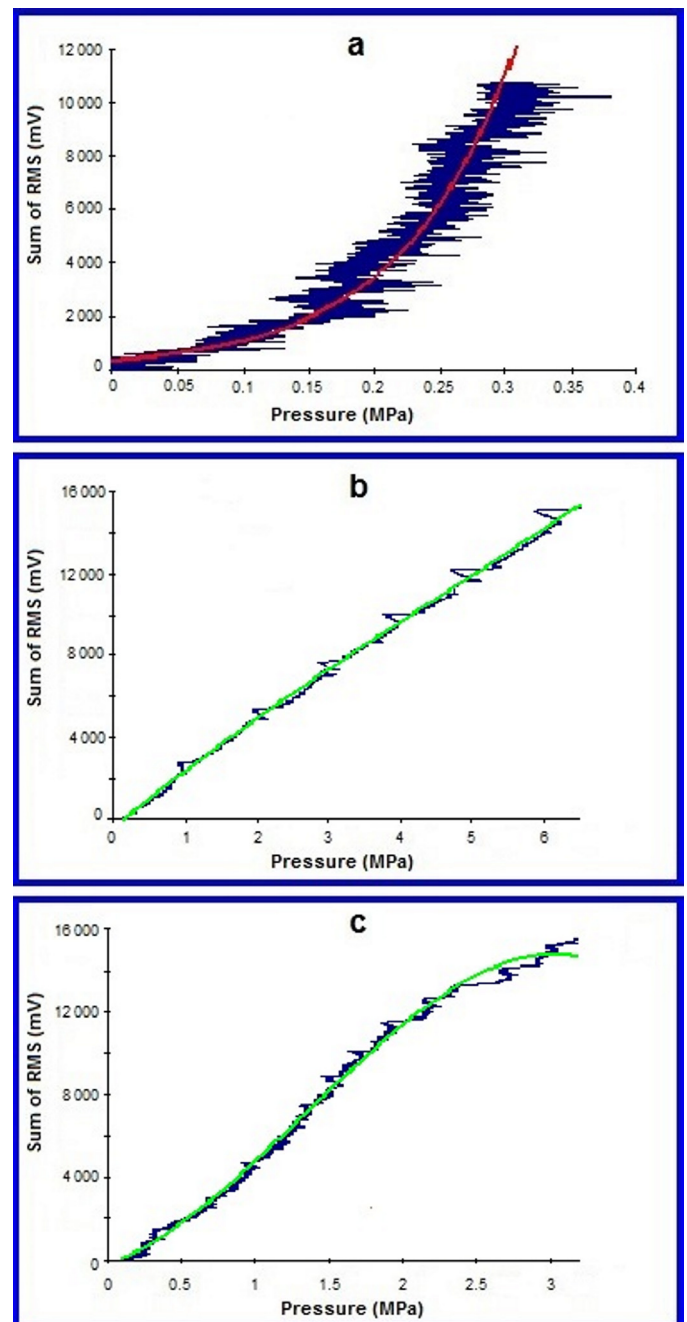 a
12 000
10 000
8 000
6 000
4 000
2 000
0
Sum of RMS (mV)
0 0.05 0.1 0.15 0.2 0.25 0.3 0.35 0.4
Pressure (MPa)
b
16 000
12 000
8 000
4 000
0
Sum of RMS (mV)
0 1 2 3 4 5 6
Pressure (MPa)
c
16 000
12 000
8 000
4 000
0
Sum of RMS (mV)
0 0.5 1 1.5 2 2.5 3
Pressure (MPa)